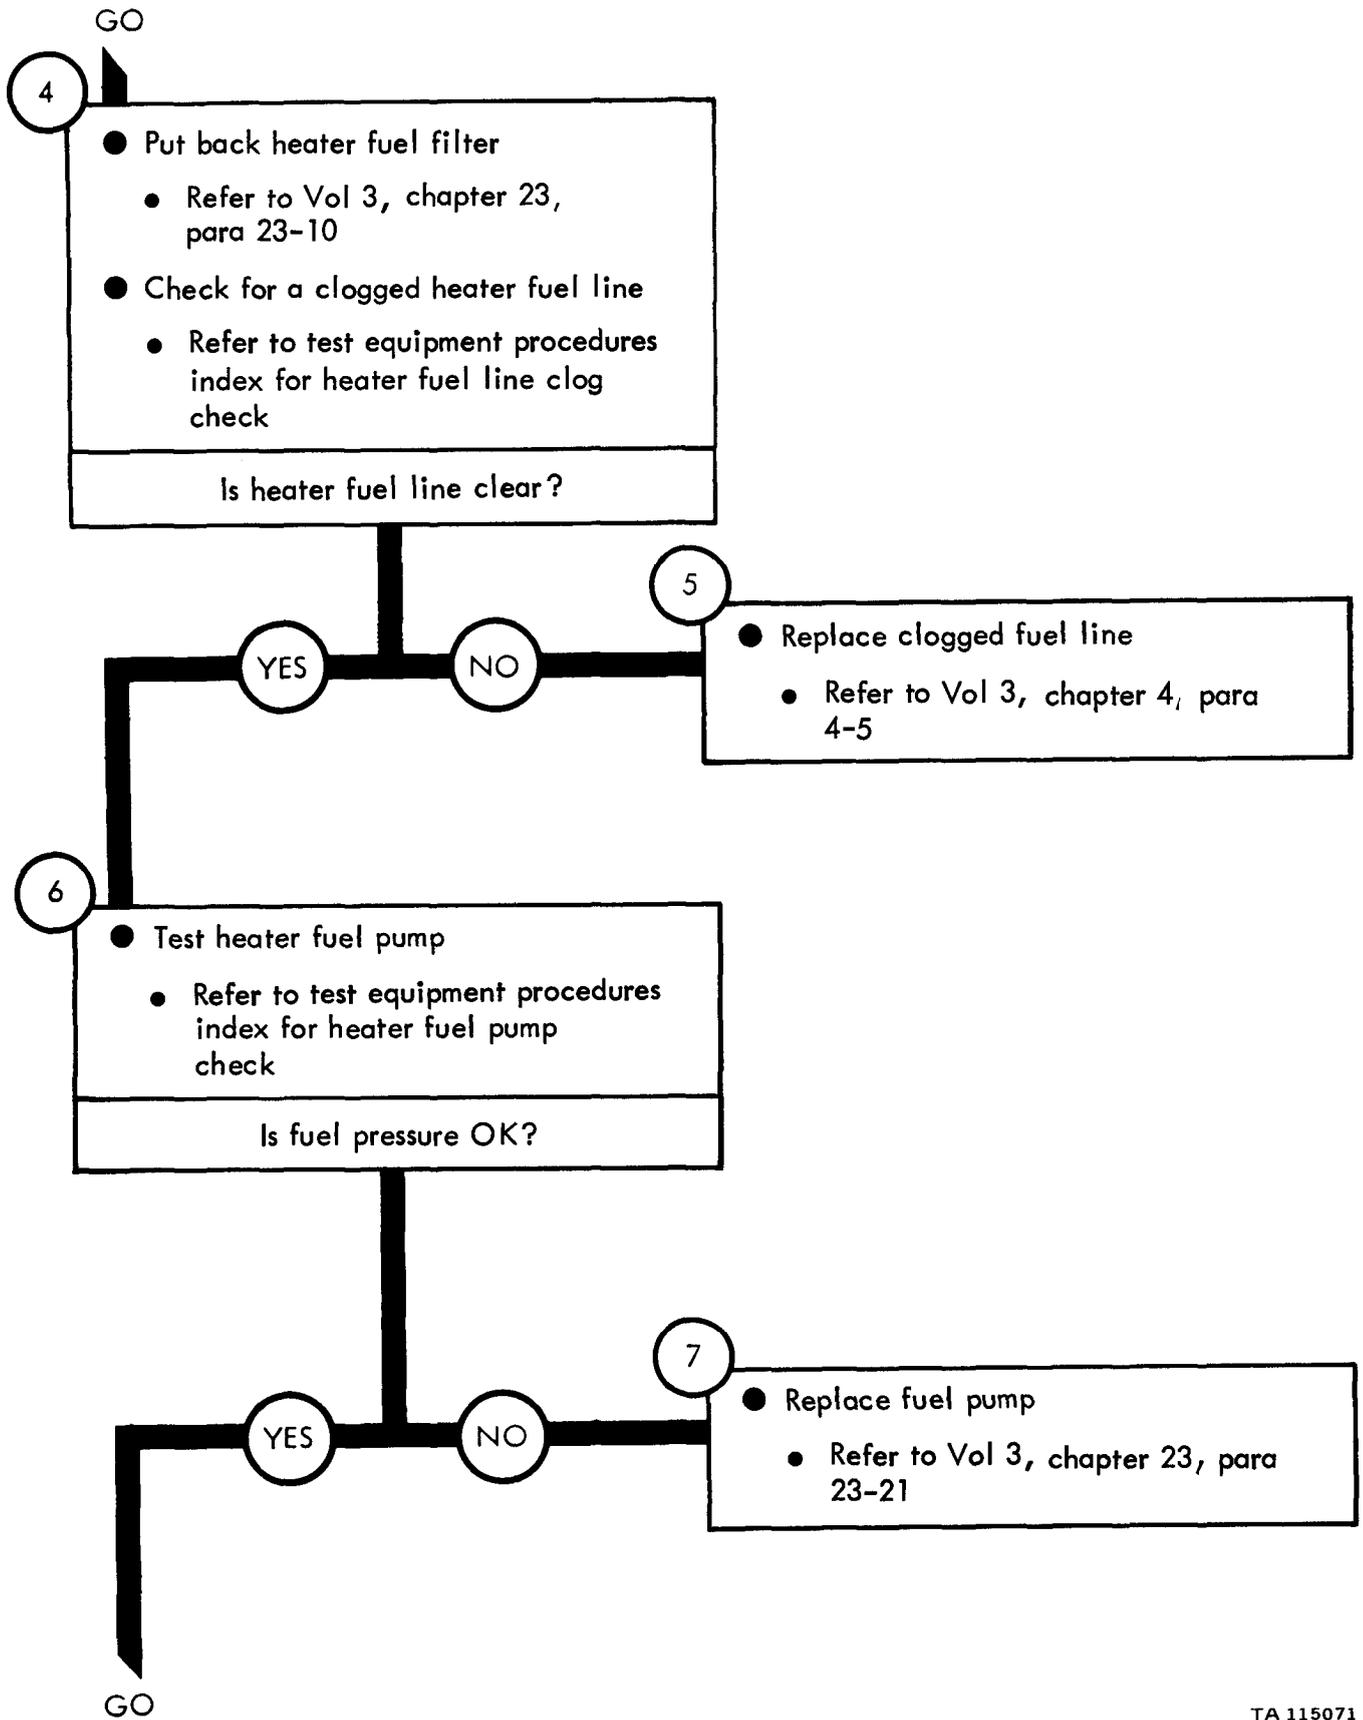 GO
4
● Put back heater fuel filter
● Refer to Vol 3, chapter 23,
para 23-10
● Check for a clogged heater fuel line
● Refer to test equipment procedures
index for heater fuel line clog
check
Is heater fuel line clear?
5
YES
NO
● Replace clogged fuel line
● Refer to Vol 3, chapter 4, para
4-5
6
● Test heater fuel pump
● Refer to test equipment procedures
index for heater fuel pump
check
Is fuel pressure OK?
7
YES
NO
● Replace fuel pump
● Refer to Vol 3, chapter 23, para
23-21
GO
TA 115071